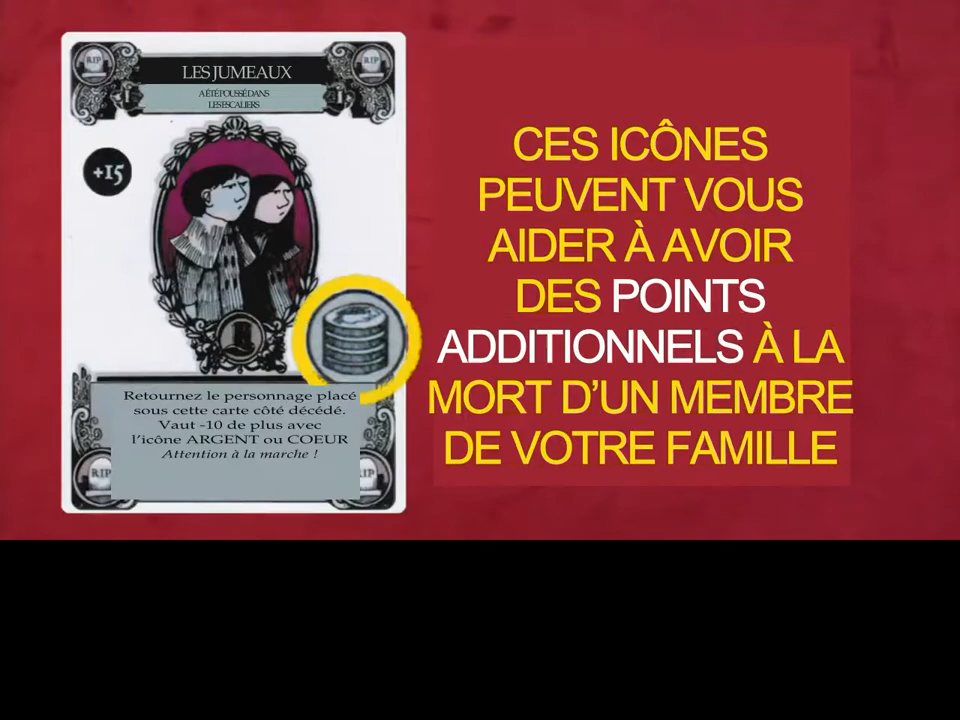 RIP
RIP
LES JUMEAUX
A ÉTÉ POUSSÉ DANS
LES ESCALIERS
+15
CES ICÔNES
PEUVENT VOUS
AIDER À AVOIR
DES POINTS
ADDITIONNELS À LA
MORT D’UN MEMBRE
DE VOTRE FAMILLE
Retournez le personnage placé
sous cette carte côté décédé.
Vaut -10 de plus avec
l’icône ARGENT ou COEUR
Attention à la marche !
RIP
RIP